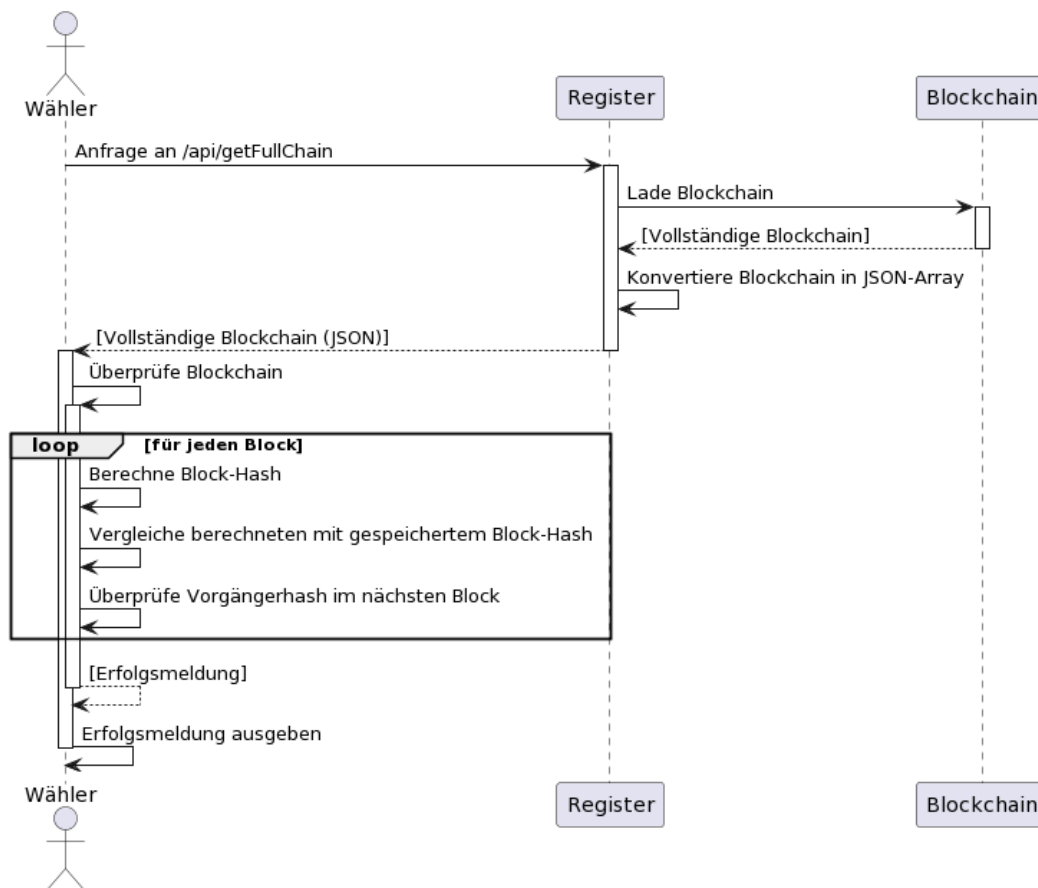 Wähler
Register
Blockchain
Anfrage an /api/getFullChain
Lade Blockchain
[Vollständige Blockchain]
Konvertiere Blockchain in JSON-Array
[Vollständige Blockchain (JSON)]
Überprüfe Blockchain
loop [für jeden Block]
Berechne Block-Hash
Vergleiche berechneten mit gespeichertem Block-Hash
Überprüfe Vorgängerhash im nächsten Block
[Erfolgsmeldung]
Erfolgsmeldung ausgeben
Wähler
Register
Blockchain